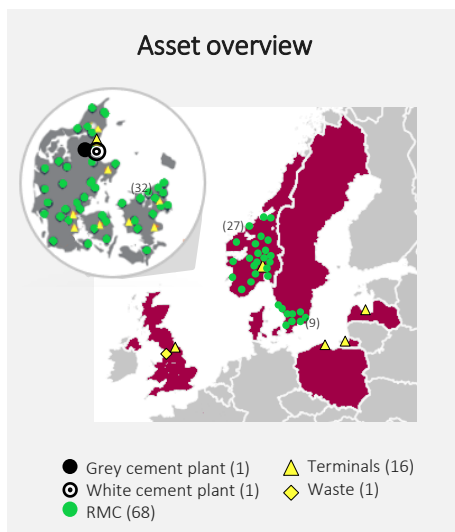 Asset overview
(32)
(27)
(9)
Grey cement plant (1)
White cement plant (1)
RMC (68)
Terminals (16)
Waste (1)